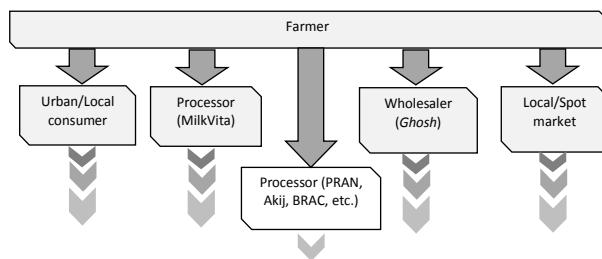 Farmer
Urban/Local
consumer
Processor
(MilkVita)
Wholesaler
(Ghosh)
Local/Spot
market
Processor (PRAN,
Akij, BRAC, etc.)